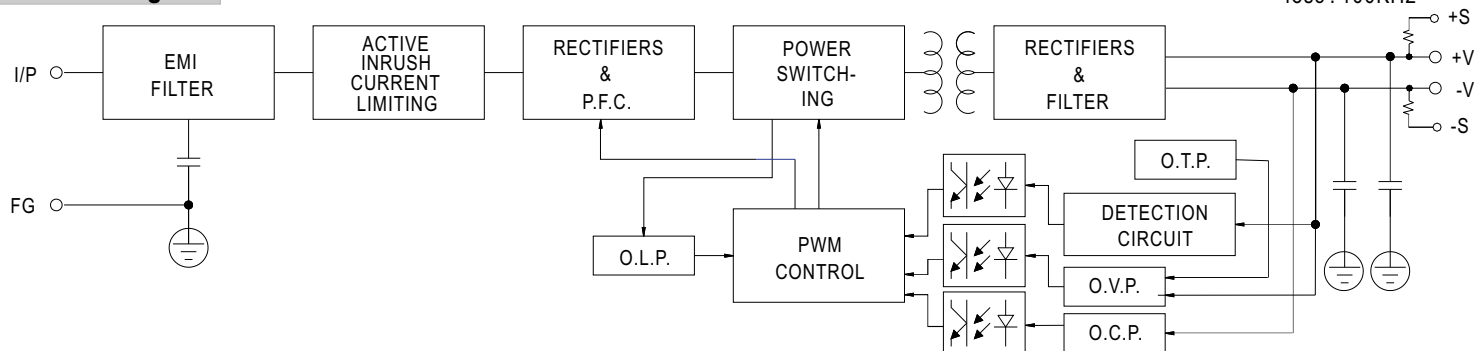 +S
I/P
EMI
FILTER
ACTIVE
INRUSH
CURRENT
LIMITING
RECTIFIERS
&
P.F.C.
POWER
SWITCH-
ING
RECTIFIERS
&
FILTER
+V
-V
-S
O.T.P.
FG
O.L.P.
PWM
CONTROL
DETECTION
CIRCUIT
O.V.P.
O.C.P.